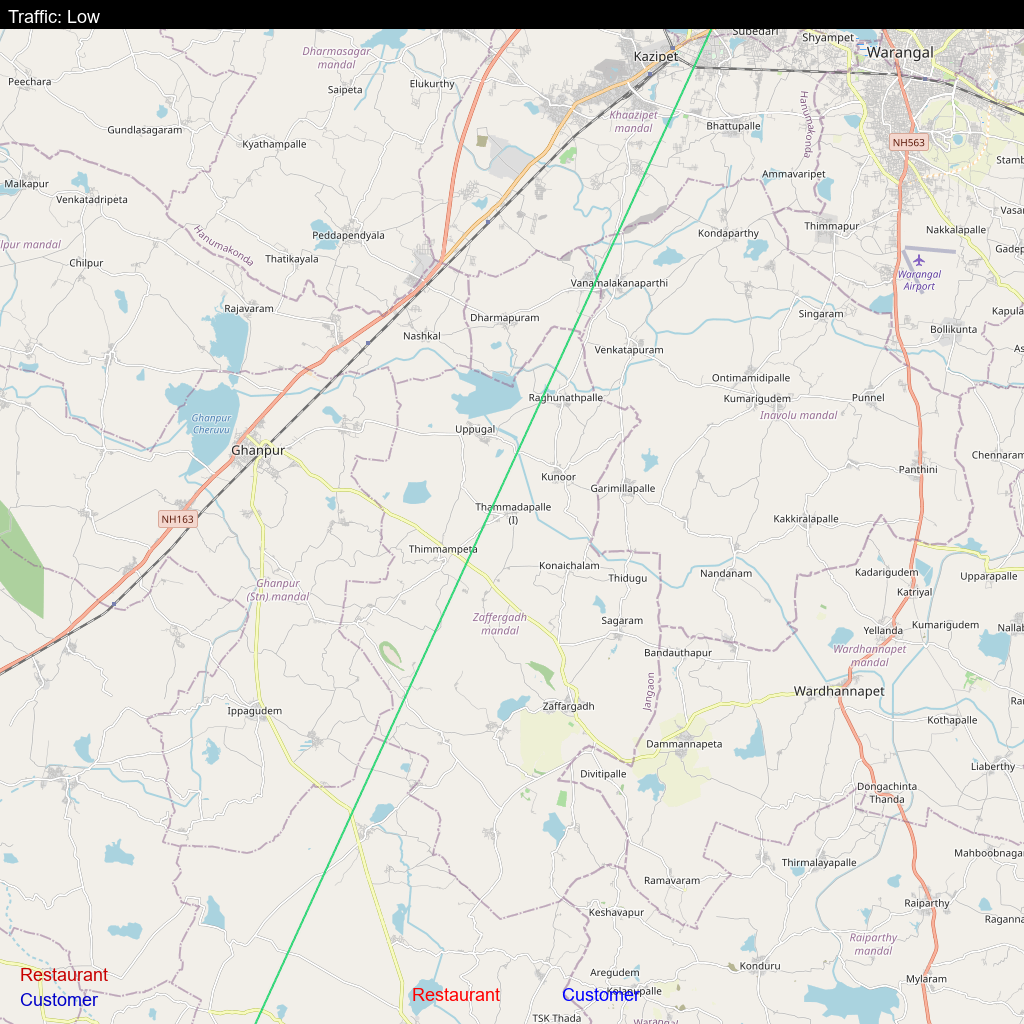 Traffic: Low
Subedari
Shyampet
Warangal
Dharmasagar
mandal
Kazipet
Peechara
Saipeta
Elukurthy
Khaazipet
mandal
Hanumakonda
Gundlasagaram
Bhattupalle
Kyathampalle
NH563
Stamb
Ammavaripet
Malkapur
Venkatadripeta
Vasar
Thimmapur
Nakkalapalle
Peddapendyala
Kondaparthy
lpur mandal
Hanumakonda
Gadep
Thatikayala
Chilpur
Warangal
Airport
Vanamalakanaparthi
Rajavaram
Kapula
Singaram
Dharmapuram
Bollikunta
Nashkal
Venkatapuram
As
Ontimamidipalle
Raghunathpalle
Kumarigudem
Punnel
Inavolu mandal
Ghanpur
Cheruvu
Uppugal
Ghanpur
Chennaram
Panthini
Kunoor
Garimillapalle
Thammadapalle
(I)
NH163
Kakkiralapalle
Thimmampeta
Konaichalam
Thidugu
Nandanam
Kadarigudem
Upparapalle
Ghanpur
(Stn) mandal
Katriyal
Zaffergadh
mandal
Sagaram
Kumarigudem
Nallab
Yellanda
Bandauthapur
Wardhannapet
mandal
Jangaon
Wardhannapet
Ran
Zaffargadh
Ippagudem
Kothapalle
Dammannapeta
Liaberthy
Divitipalle
Dongachinta
Thanda
Mahboobnagar
Thirmalayapalle
Ramavaram
Raiparthy
Keshavapur
Raganna
Raiparthy
mandal
Konduru
Restaurant
Customer
Aregudem
Mylaram
Restaurant
Customer
Kolanupalle
TSK Thada
Warangal